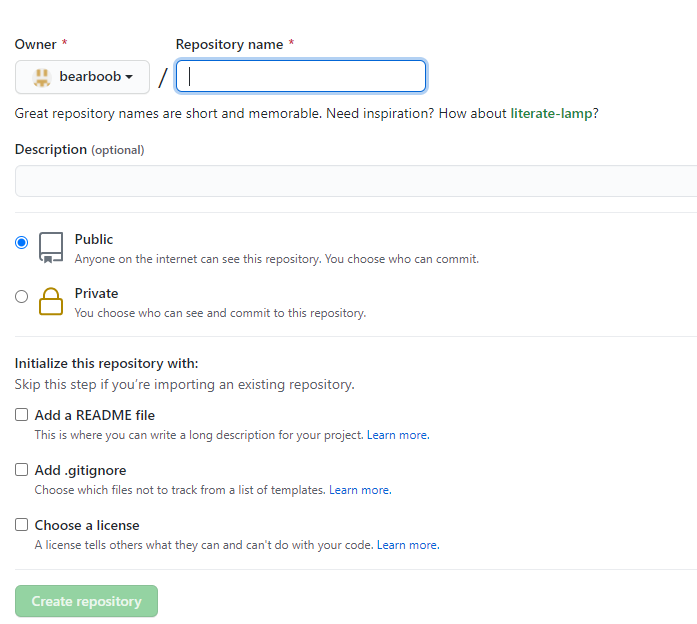 Owner * Repository name *
bearboob /
Great repository names are short and memorable. Need inspiration? How about literate-lamp?
Description (optional)
Public
Anyone on the internet can see this repository. You choose who can commit.
Private
You choose who can see and commit to this repository.
Initialize this repository with:
Skip this step if you’re importing an existing repository.
Add a README file
This is where you can write a long description for your project. Learn more.
Add .gitignore
Choose which files not to track from a list of templates. Learn more.
Choose a license
A license tells others what they can and can't do with your code. Learn more.
Create repository